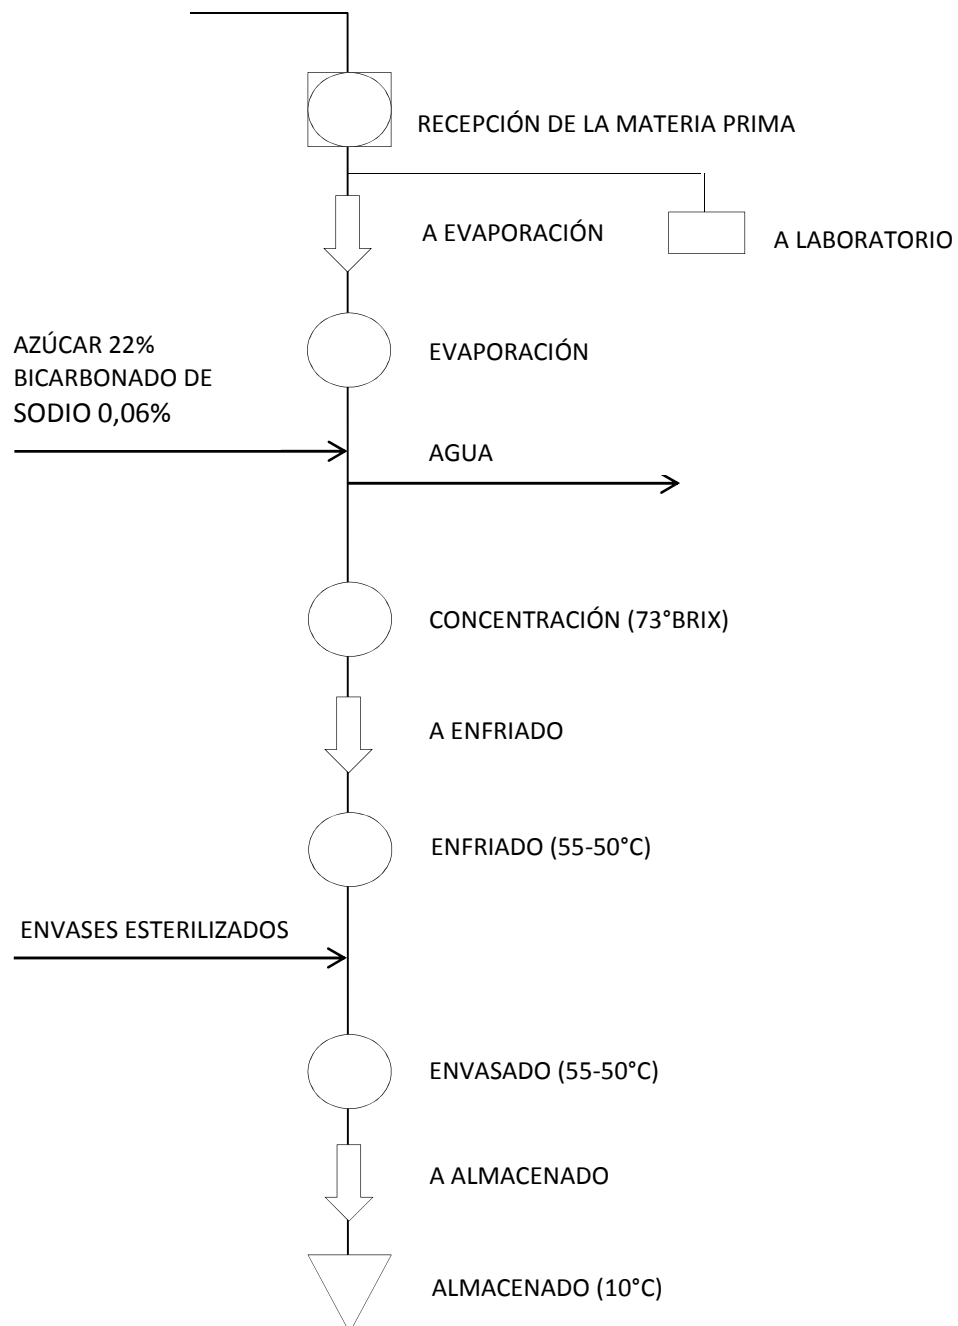 RECEPCIÓN DE LA MATERIA PRIMA
A EVAPORACIÓN
A LABORATORIO
EVAPORACIÓN
AZÚCAR 22%
BICARBONADO DE
SODIO 0,06%
AGUA
CONCENTRACIÓN (73°BRIX)
A ENFRIADO
ENFRIADO (55-50°C)
ENVASES ESTERILIZADOS
ENVASADO (55-50°C)
A ALMACENADO
ALMACENADO (10°C)